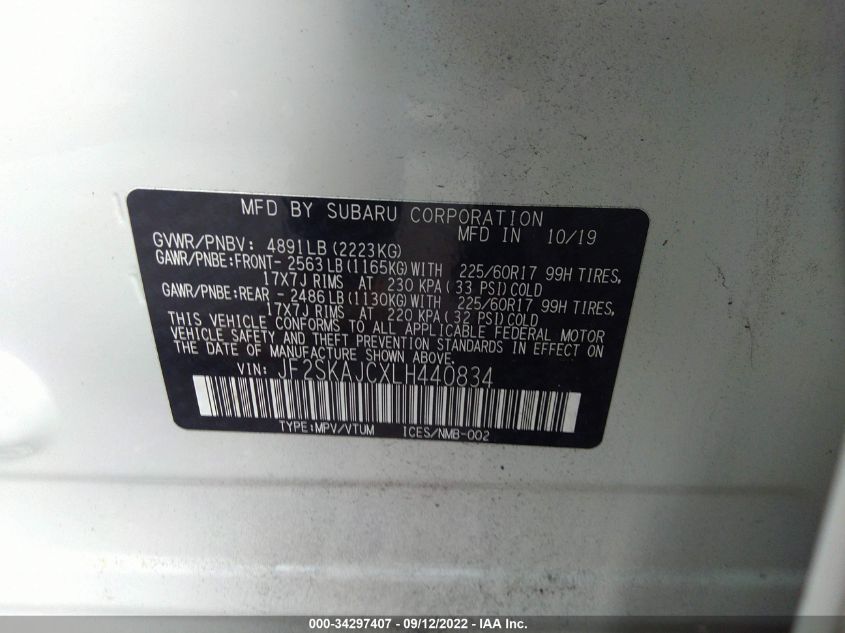 MFD BY SUBARU CORPORATION
MFD IN 10/19
GVWR/PNBV: 4891LB (2223KG)
GAWR/PNBE:FRONT- 2563LB(1165KG)WITH 225/60R17 99H TIRES,
17X7J RIMS AT 230 KPA( 33 PSI)COLD
GAWR/PNBE:REAR - 2486LB(1130KG)WITH 225/60R17 99H TIRES,
17X7J RIMS AT 220 KPA( 32 PSI)COLD
THIS VEHICLE CONFORMS TO ALL APPLICABLE FEDERAL MOTOR
VEHICLE SAFETY AND THEFT PREVENTION STANDARDS IN EFFECT ON
THE DATE OF MANUFACTURE SHOWN ABOVE.
VIN: JF2SKAJCXLH440834
TYPE:MPV/VTUM ICES/NMB-002
000-34297407 - 09/12/2022 - IAA Inc.